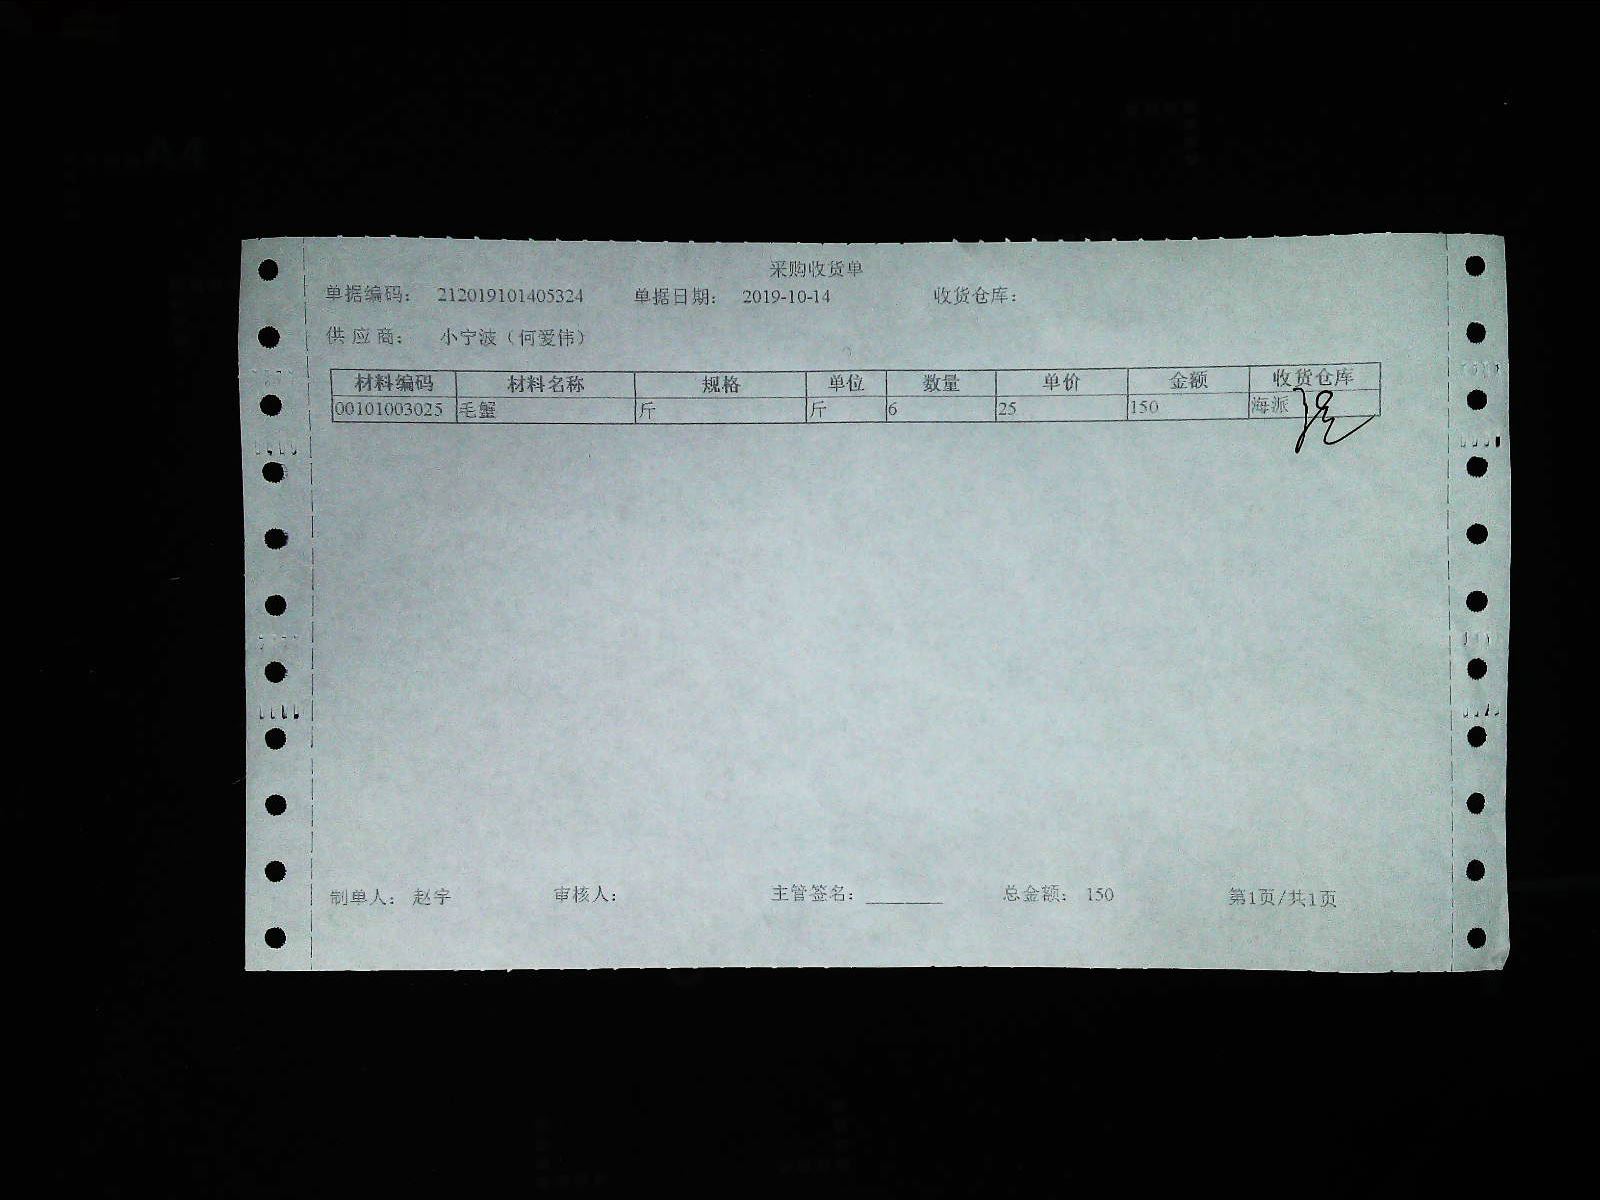 采购收货单
单据编码： 212019101405324 单据日期： 2019-10-14 收货仓库：
供 应 商： 小宁波（何爱伟）
材料编码 材料名称 规格 单位 数量 单价 金额 收货仓库
00101003025 毛蟹 斤 斤 6 25 150 海派
制单人： 赵宇 审核人： 主管签名：________ 总金额： 150 第1页/共1页